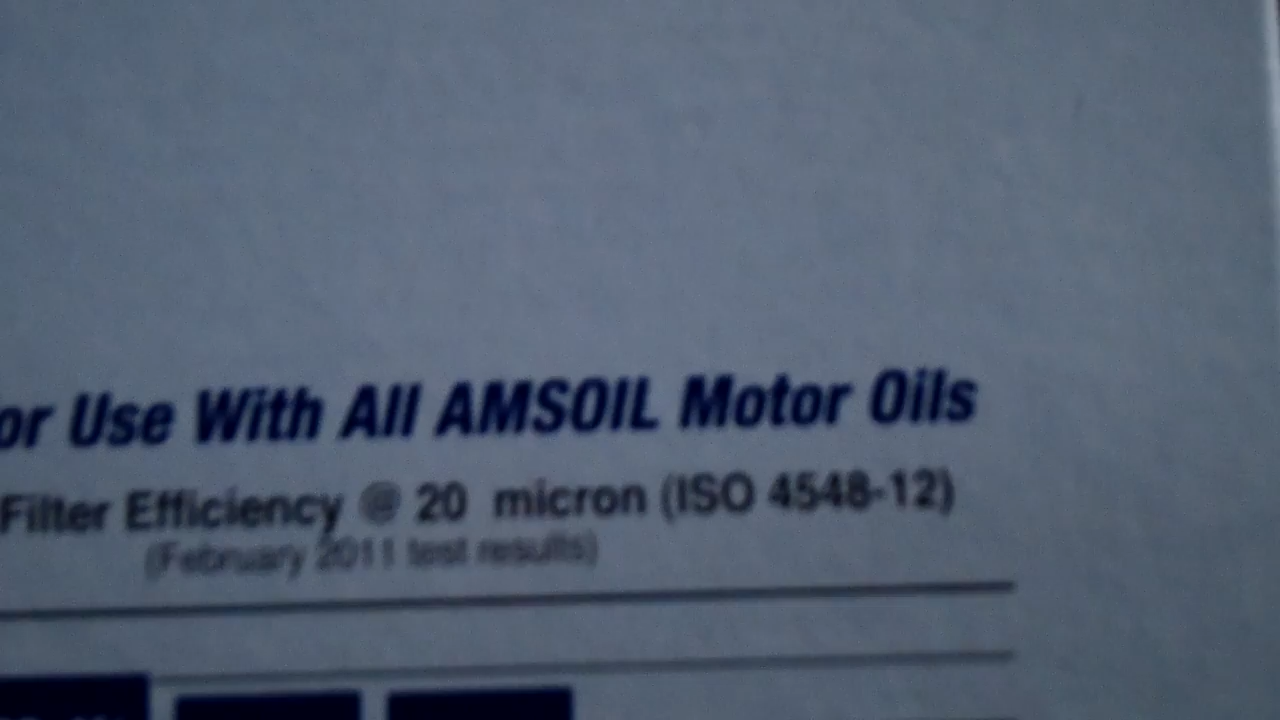 or Use With All AMSOIL Motor Oils
Filter Efficiency @ 20 micron (ISO 4548-12)
(February 2011 test results)